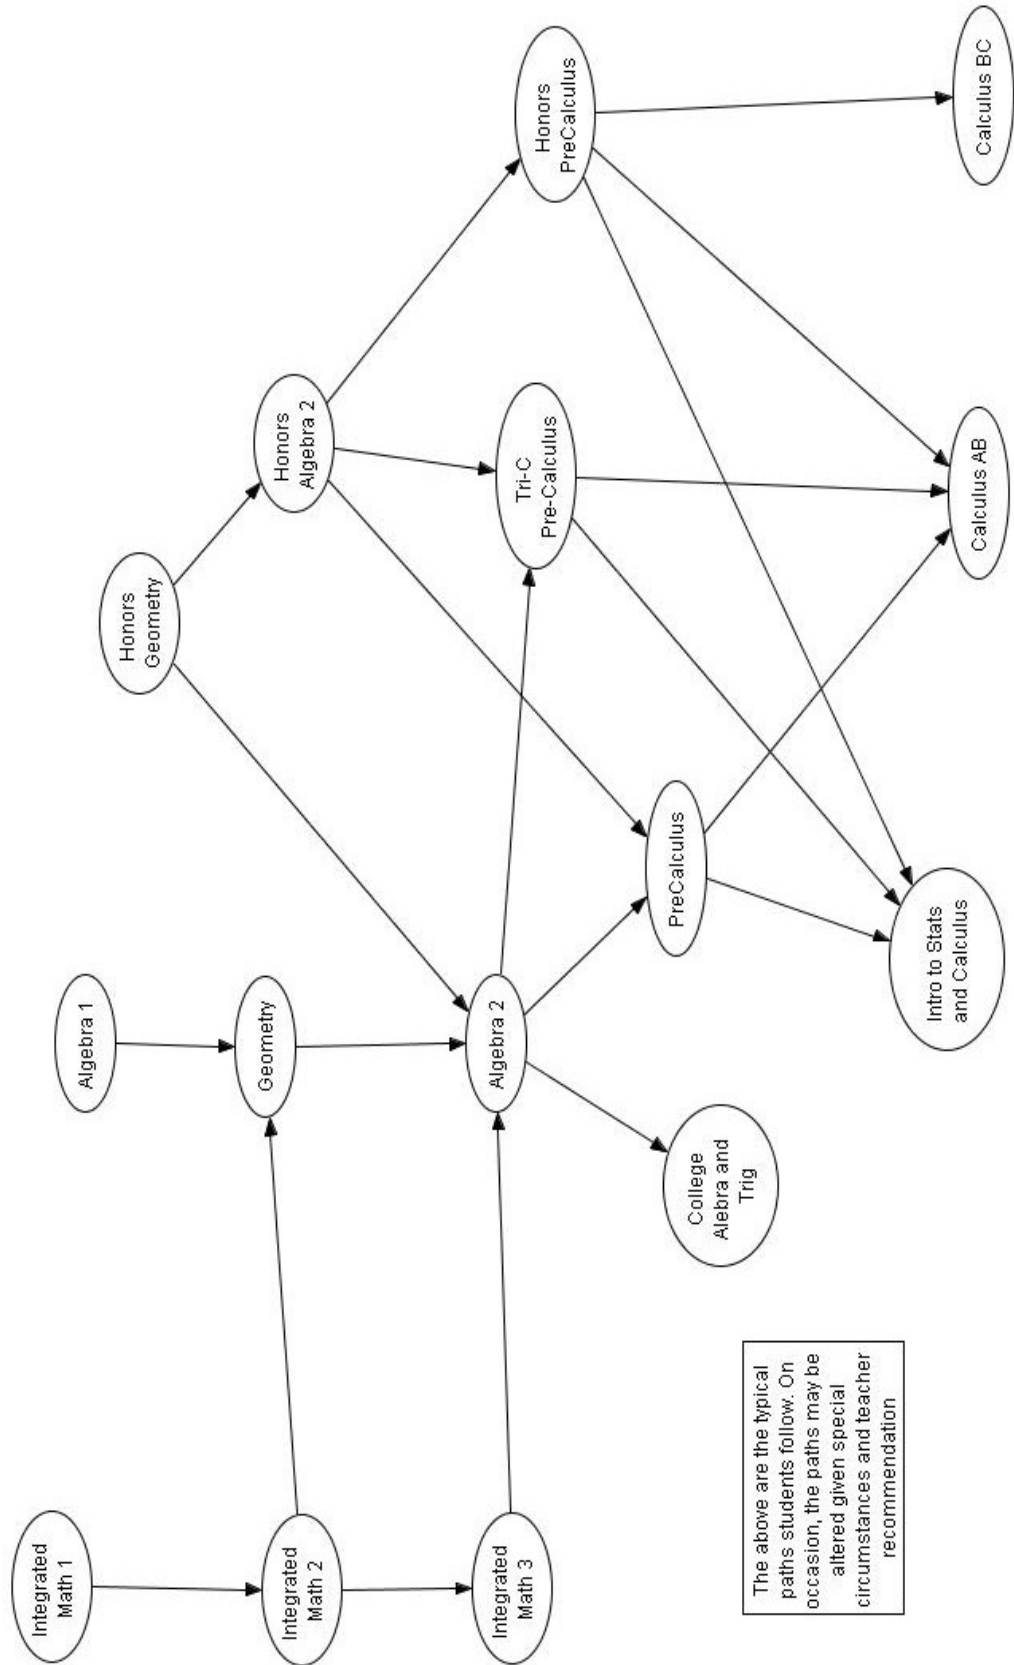 Integrated
Math 1
Algebra 1
Honors
Geometry
Integrated
Math 2
Geometry
Honors
Algebra 2
Integrated
Math 3
Algebra 2
Tri-C
Pre-Calculus
Honors
PreCalculus
College
Alebra and
Trig
PreCalculus
Intro to Stats
and Calculus
Calculus AB
Calculus BC
The above are the typical
paths students follow. On
occasion, the paths may be
altered given special
circumstances and teacher
recommendation